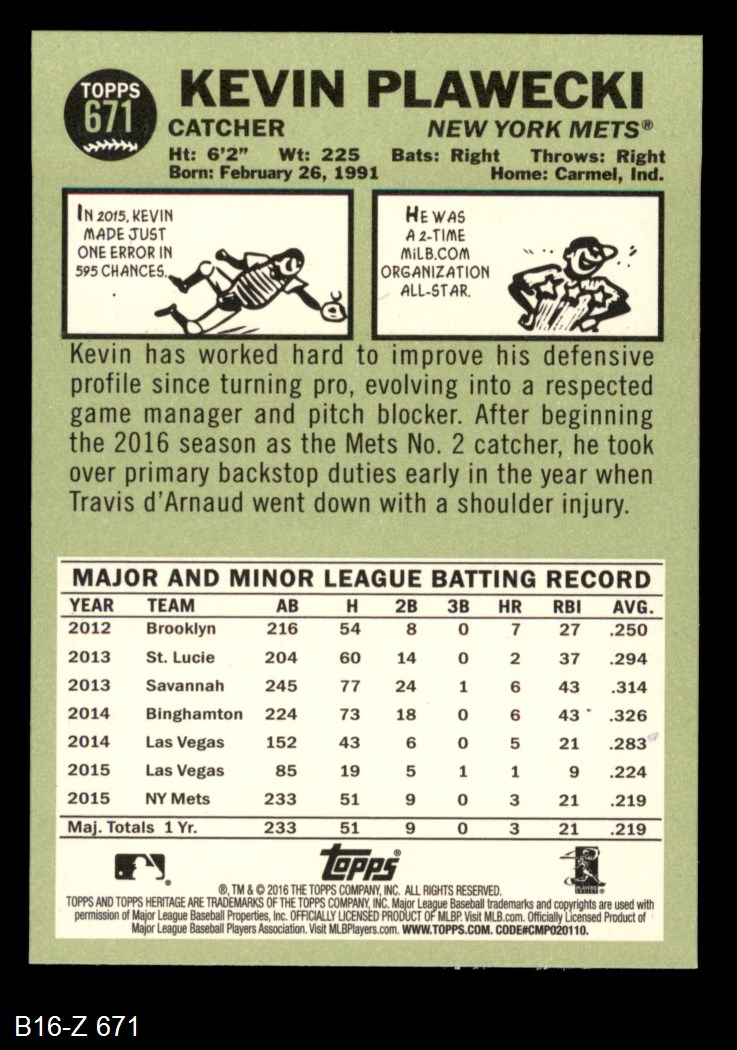 TOPPS
671
KEVIN PLAWECKI
CATCHER NEW YORK METS®
Ht: 6'2" Wt: 225 Bats: Right Throws: Right
Born: February 26, 1991 Home: Carmel, Ind.
IN 2015, KEVIN
MADE JUST
ONE ERROR IN
595 CHANCES.
HE WAS
A 2-TIME
MiLB.COM
ORGANIZATION
ALL-STAR.
Kevin has worked hard to improve his defensive
profile since turning pro, evolving into a respected
game manager and pitch blocker. After beginning
the 2016 season as the Mets No. 2 catcher, he took
over primary backstop duties early in the year when
Travis d'Arnaud went down with a shoulder injury.
MAJOR AND MINOR LEAGUE BATTING RECORD
YEAR TEAM AB H 2B 3B HR RBI AVG.
2012 Brooklyn 216 54 8 0 7 27 .250
2013 St. Lucie 204 60 14 0 2 37 .294
2013 Savannah 245 77 24 1 6 43 .314
2014 Binghamton 224 73 18 0 6 43 .326
2014 Las Vegas 152 43 6 0 5 21 .283
2015 Las Vegas 85 19 5 1 1 9 .224
2015 NY Mets 233 51 9 0 3 21 .219
Maj. Totals 1 Yr. 233 51 9 0 3 21 .219
topps®
®, TM & © 2016 THE TOPPS COMPANY, INC. ALL RIGHTS RESERVED.
TOPPS AND TOPPS HERITAGE ARE TRADEMARKS OF THE TOPPS COMPANY, INC. Major League Baseball trademarks and copyrights are used with
permission of Major League Baseball Properties, Inc. OFFICIALLY LICENSED PRODUCT OF MLBP. Visit MLB.com. Officially Licensed Product of
Major League Baseball Players Association. Visit MLBPlayers.com. WWW.TOPPS.COM. CODE#CMP020110.
B16-Z 671